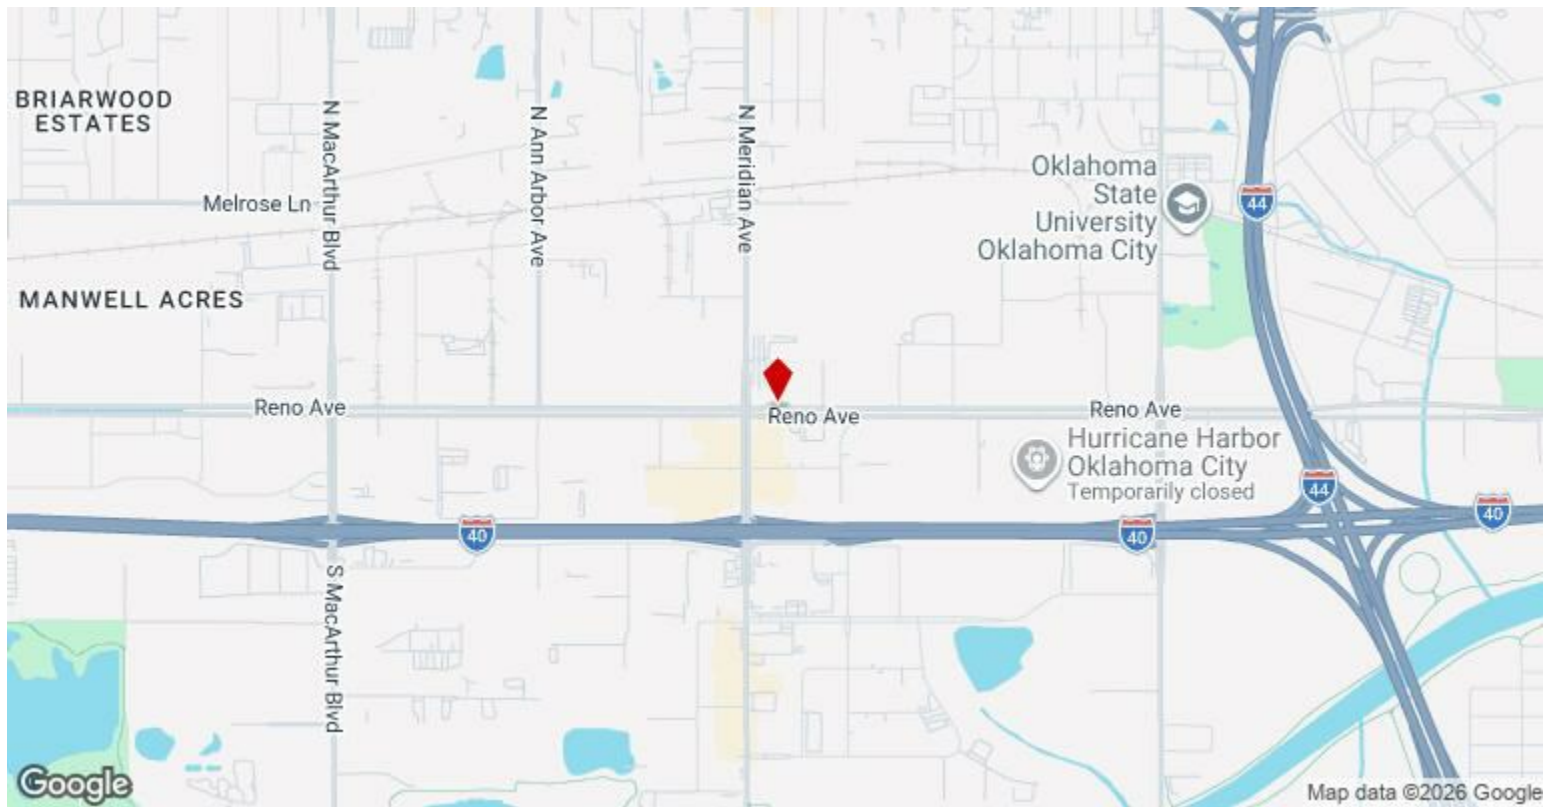 BRIARWOOD
ESTATES
N MacArthur Blvd
N Ann Arbor Ave
N Meridian Ave
Oklahoma
State
University
Oklahoma City
44
Melrose Ln
MANWELL ACRES
Reno Ave
Reno Ave
Reno Ave
Hurricane Harbor
Oklahoma City
Temporarily closed
44
40
40
40
S MacArthur Blvd
Google
Map data ©2026 Google